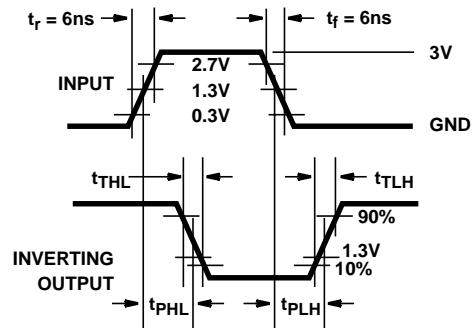 tr = 6ns
tf = 6ns
3V
2.7V
INPUT
1.3V
0.3V
GND
tTHL
tTLH
90%
INVERTING
OUTPUT
1.3V
10%
tPHL
tPLH